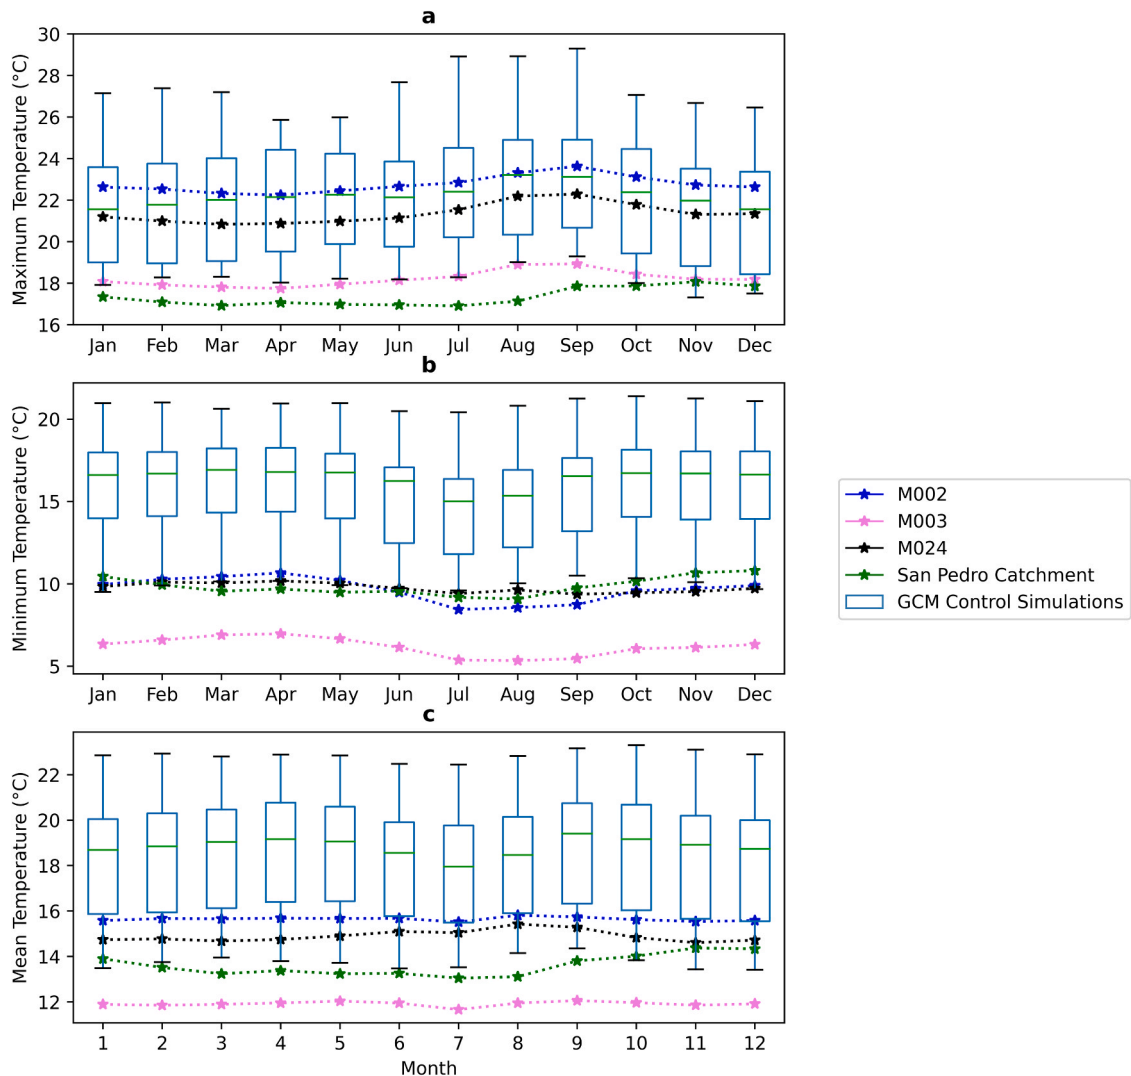 a
30
28
26
24
22
20
18
16
Maximum Temperature (°C)
Jan Feb Mar Apr May Jun Jul Aug Sep Oct Nov Dec
b
20
15
10
5
Minimum Temperature (°C)
Jan Feb Mar Apr May Jun Jul Aug Sep Oct Nov Dec
M002
M003
M024
San Pedro Catchment
GCM Control Simulations
c
22
20
18
16
14
12
Mean Temperature (°C)
1 2 3 4 5 6 7 8 9 10 11 12
Month